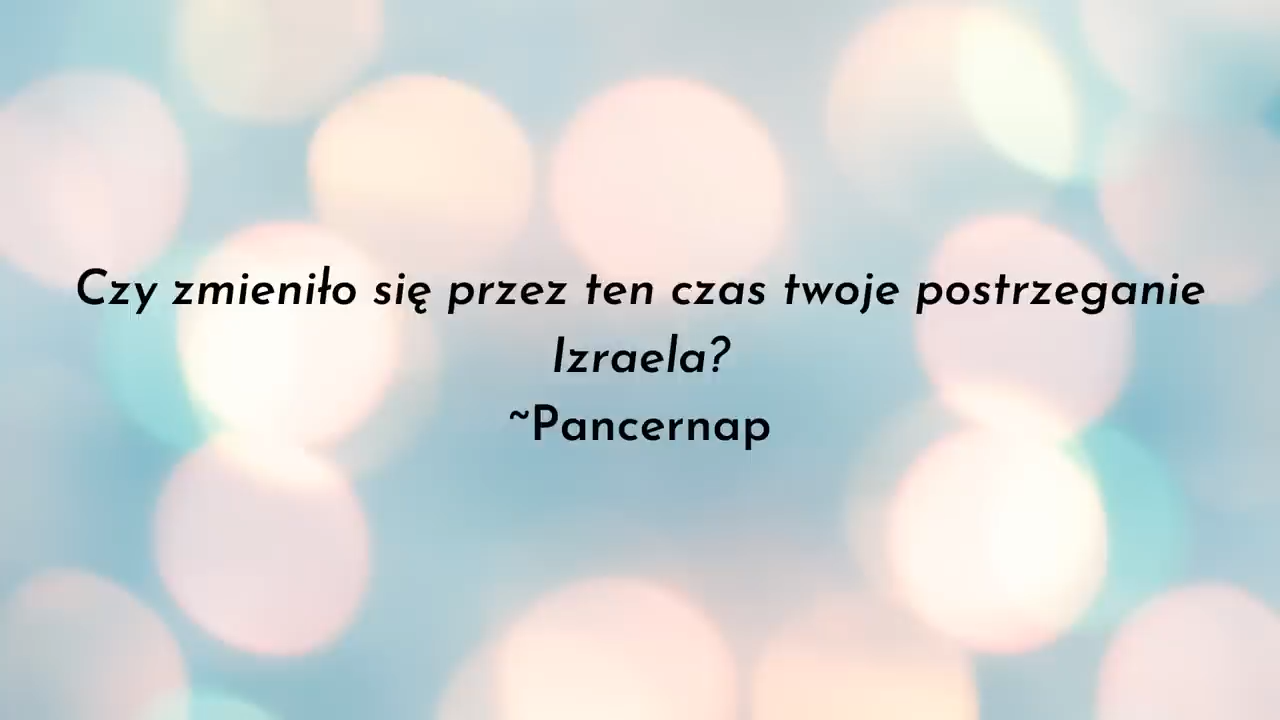 Czy zmieniło się przez ten czas twoje postrzeganie
Izraela?
~Pancernap